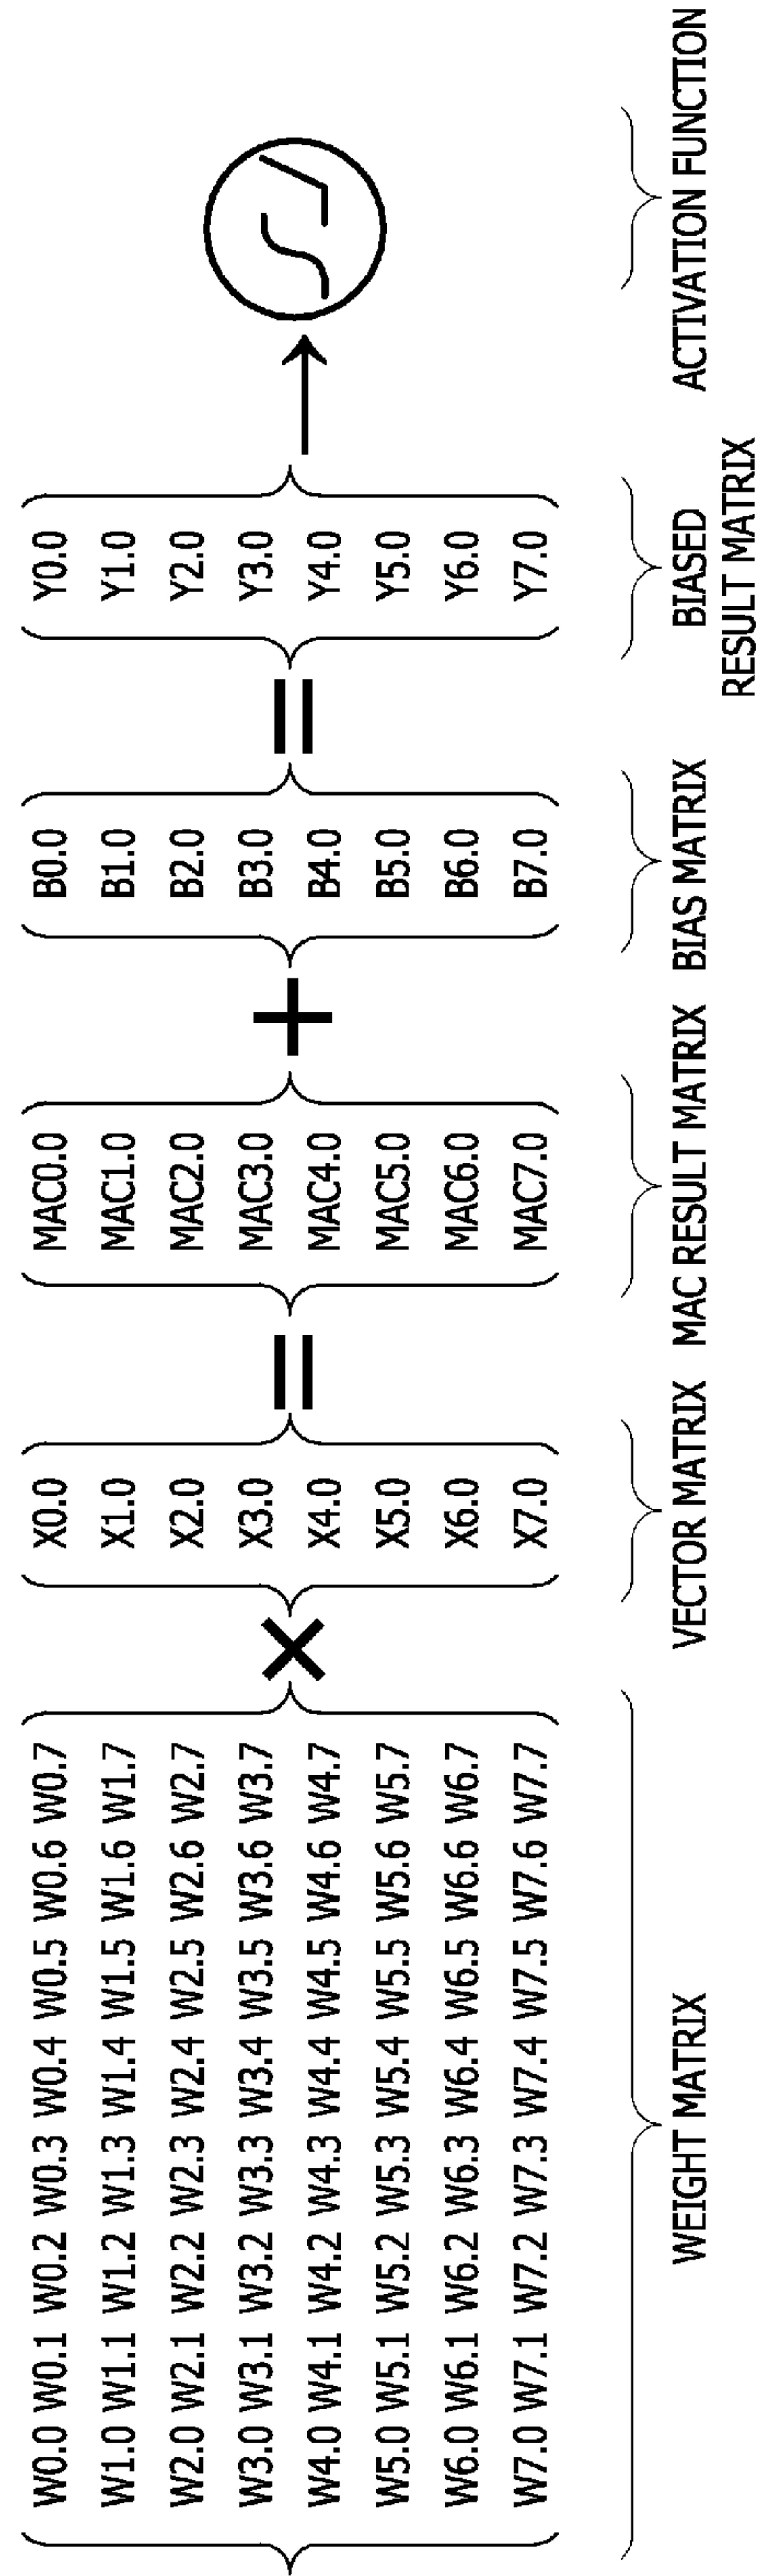 W0.0 W0.1 W0.2 W0.3 W0.4 W0.5 W0.6 W0.7 X0.0 MAC0.0 B0.0 Y0.0
W1.0 W1.1 W1.2 W1.3 W1.4 W1.5 W1.6 W1.7 X1.0 MAC1.0 B1.0 Y1.0
W2.0 W2.1 W2.2 W2.3 W2.4 W2.5 W2.6 W2.7 X2.0 MAC2.0 B2.0 Y2.0
W3.0 W3.1 W3.2 W3.3 W3.4 W3.5 W3.6 W3.7 X3.0 MAC3.0 B3.0 Y3.0
× = + =
W4.0 W4.1 W4.2 W4.3 W4.4 W4.5 W4.6 W4.7 X4.0 MAC4.0 B4.0 Y4.0
W5.0 W5.1 W5.2 W5.3 W5.4 W5.5 W5.6 W5.7 X5.0 MAC5.0 B5.0 Y5.0
W6.0 W6.1 W6.2 W6.3 W6.4 W6.5 W6.6 W6.7 X6.0 MAC6.0 B6.0 Y6.0
W7.0 W7.1 W7.2 W7.3 W7.4 W7.5 W7.6 W7.7 X7.0 MAC7.0 B7.0 Y7.0
WEIGHT MATRIX
VECTOR MATRIX
MAC RESULT MATRIX
BIAS MATRIX
BIASED
RESULT MATRIX
ACTIVATION FUNCTION